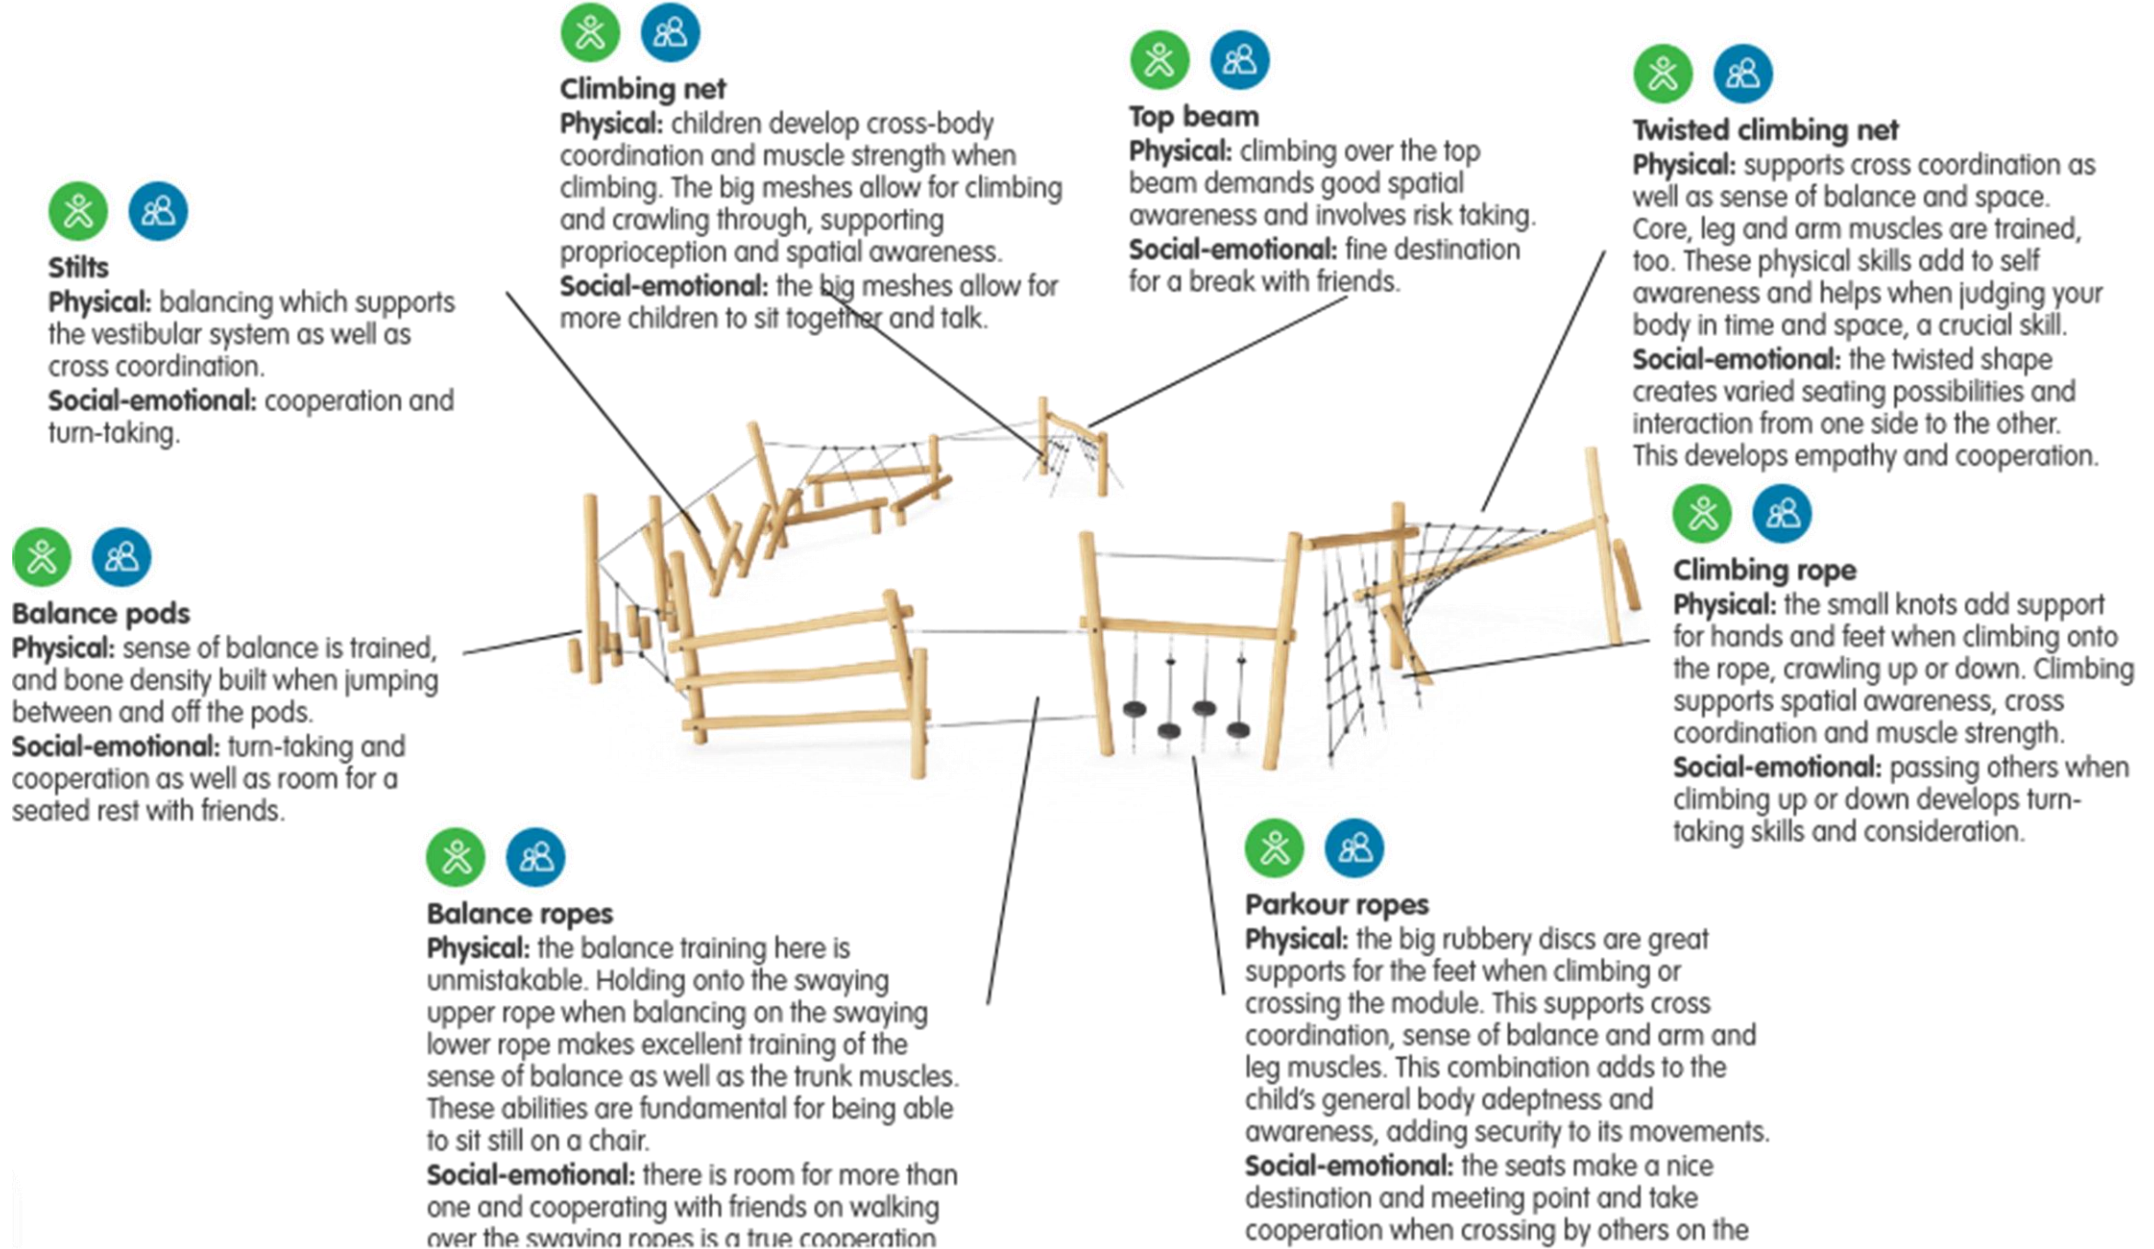 Climbing net
Physical: children develop cross-body
coordination and muscle strength when
climbing. The big meshes allow for climbing
and crawling through, supporting
proprioception and spatial awareness.
Social-emotional: the big meshes allow for
more children to sit together and talk.
Top beam
Physical: climbing over the top
beam demands good spatial
awareness and involves risk taking.
Social-emotional: fine destination
for a break with friends.
Twisted climbing net
Physical: supports cross coordination as
well as sense of balance and space.
Core, leg and arm muscles are trained,
too. These physical skills add to self
awareness and helps when judging your
body in time and space, a crucial skill.
Social-emotional: the twisted shape
creates varied seating possibilities and
interaction from one side to the other.
This develops empathy and cooperation.
Stilts
Physical: balancing which supports
the vestibular system as well as
cross coordination.
Social-emotional: cooperation and
turn-taking.
Balance pods
Physical: sense of balance is trained,
and bone density built when jumping
between and off the pods.
Social-emotional: turn-taking and
cooperation as well as room for a
seated rest with friends.
Climbing rope
Physical: the small knots add support
for hands and feet when climbing onto
the rope, crawling up or down. Climbing
supports spatial awareness, cross
coordination and muscle strength.
Social-emotional: passing others when
climbing up or down develops turn-
taking skills and consideration.
Balance ropes
Physical: the balance training here is
unmistakable. Holding onto the swaying
upper rope when balancing on the swaying
lower rope makes excellent training of the
sense of balance as well as the trunk muscles.
These abilities are fundamental for being able
to sit still on a chair.
Social-emotional: there is room for more than
one and cooperating with friends on walking
over the swaying ropes is a true cooperation
Parkour ropes
Physical: the big rubbery discs are great
supports for the feet when climbing or
crossing the module. This supports cross
coordination, sense of balance and arm and
leg muscles. This combination adds to the
child's general body adeptness and
awareness, adding security to its movements.
Social-emotional: the seats make a nice
destination and meeting point and take
cooperation when crossing by others on the